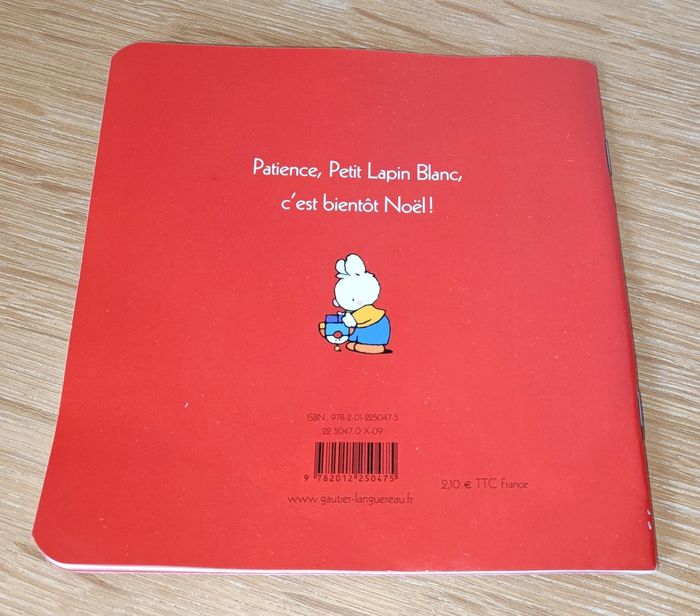 Patience, Petit Lapin Blanc,
c'est bientôt Noël !
ISBN. 978-2-01-225047-5
22 5047 0 X-09
9 782012 250475
2,10 € TTC France
www.gautier-languereau.fr